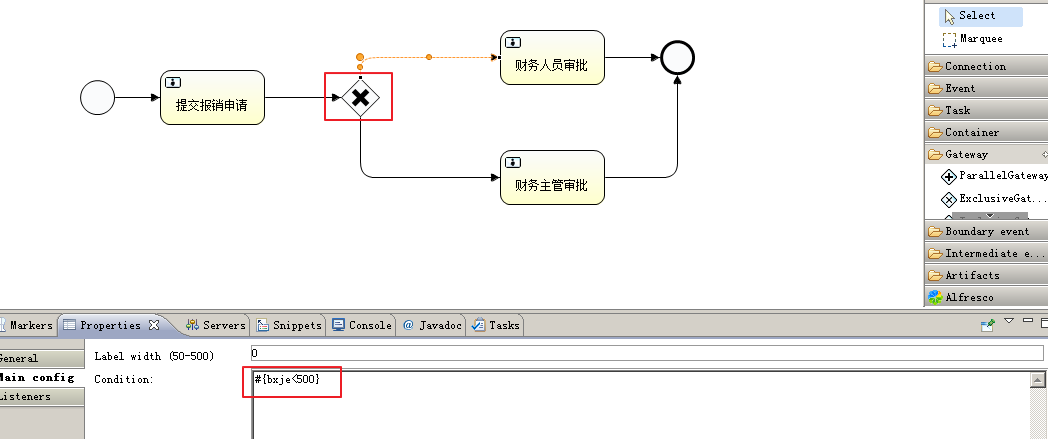 Select
Marquee
Connection
Event
Task
Container
Gateway
ParallelGateway
ExclusiveGat...
Boundary event
Intermediate e...
Artifacts
Alfresco
提交报销申请
财务人员审批
财务主管审批
Markers
Properties
Servers
Snippets
Console
@ Javadoc
Tasks
General
Main config
Listeners
Label width (50-500)
0
Condition:
#{bxje<500}